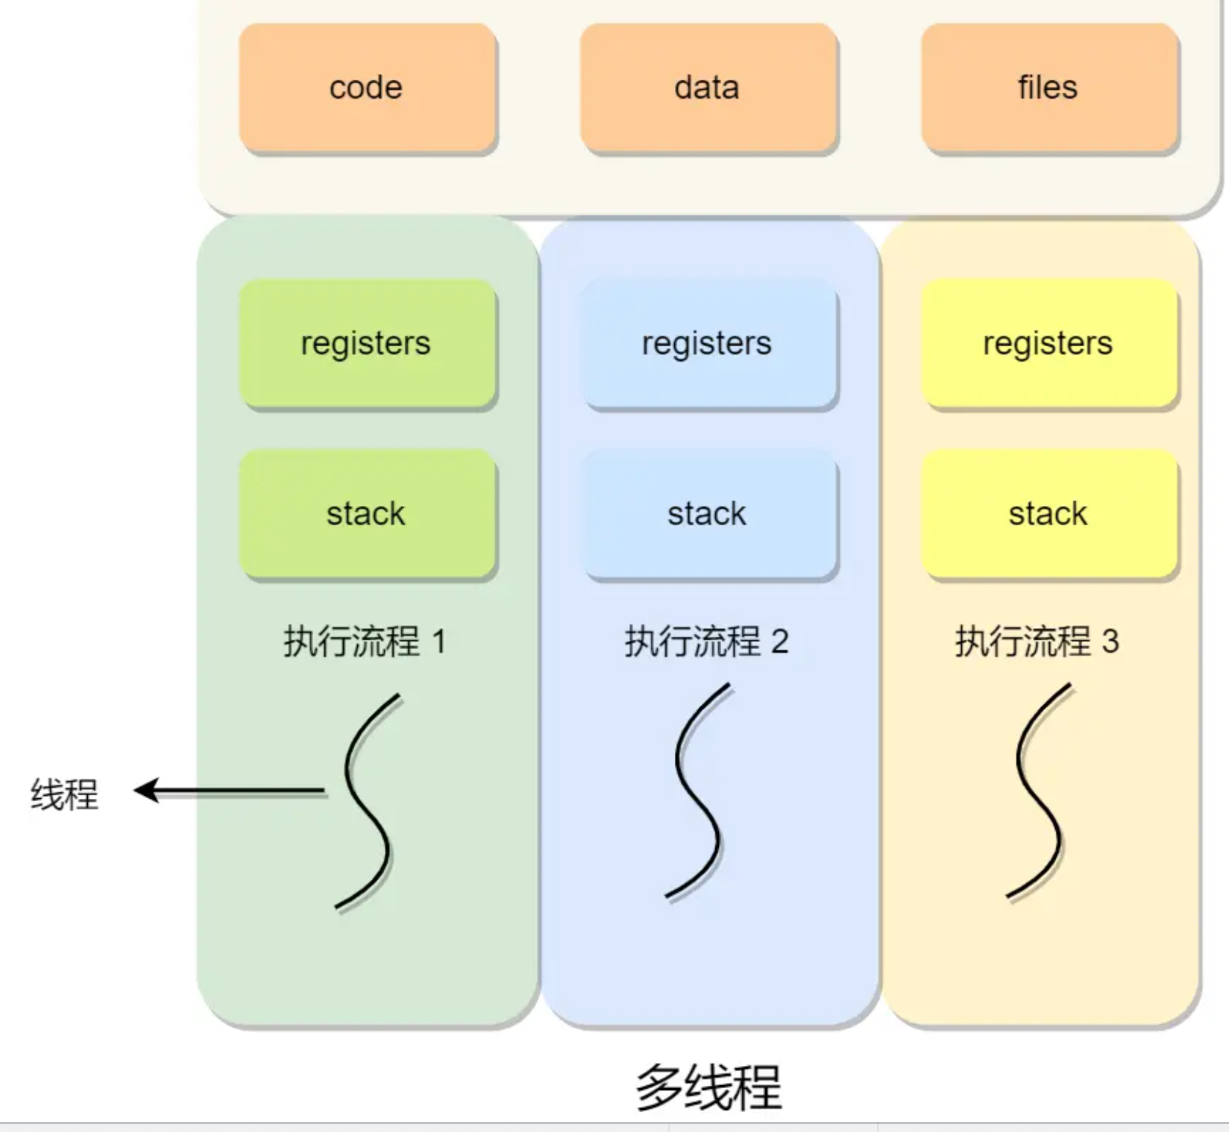 code data files
registers registers registers
stack stack stack
执行流程 1 执行流程 2 执行流程 3
线程
多线程